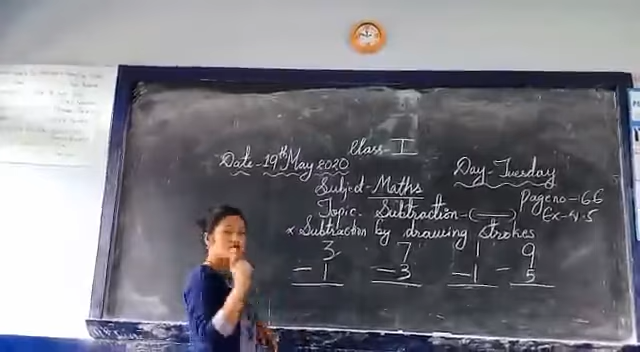 Class - I
Date - 19th May 2020
Day - Tuesday
Subject - Maths
Page no - 66
Topic - Subtraction - (—)
Ex - 4.5
* Subtraction by drawing strokes
3 7 1 9
- 1 - 3 - 1 - 5